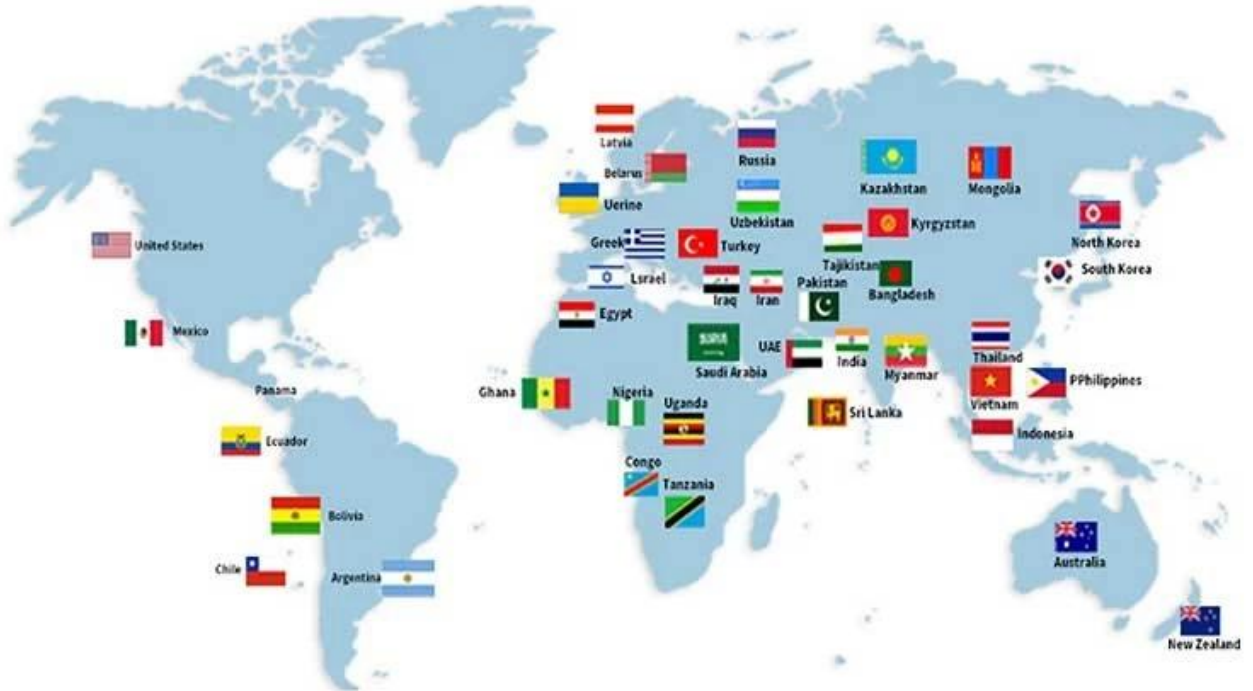 Latvia
Belarus
Russia
Kazakhstan
Mongolia
Uerine
Uzbekistan
Kyrgyzstan
United States
Greek
Turkey
Tajikistan
North Korea
Lsrael
Iraq
Iran
Pakistan
Bangladesh
South Korea
Mexico
Egypt
Saudi Arabia
UAE
India
Myanmar
Thailand
Panama
Ghana
Nigeria
Uganda
Sri Lanka
Vietnam
PPhilippines
Ecuador
Indonesia
Congo
Tanzania
Bolivia
Chile
Argentina
Australia
New Zealand